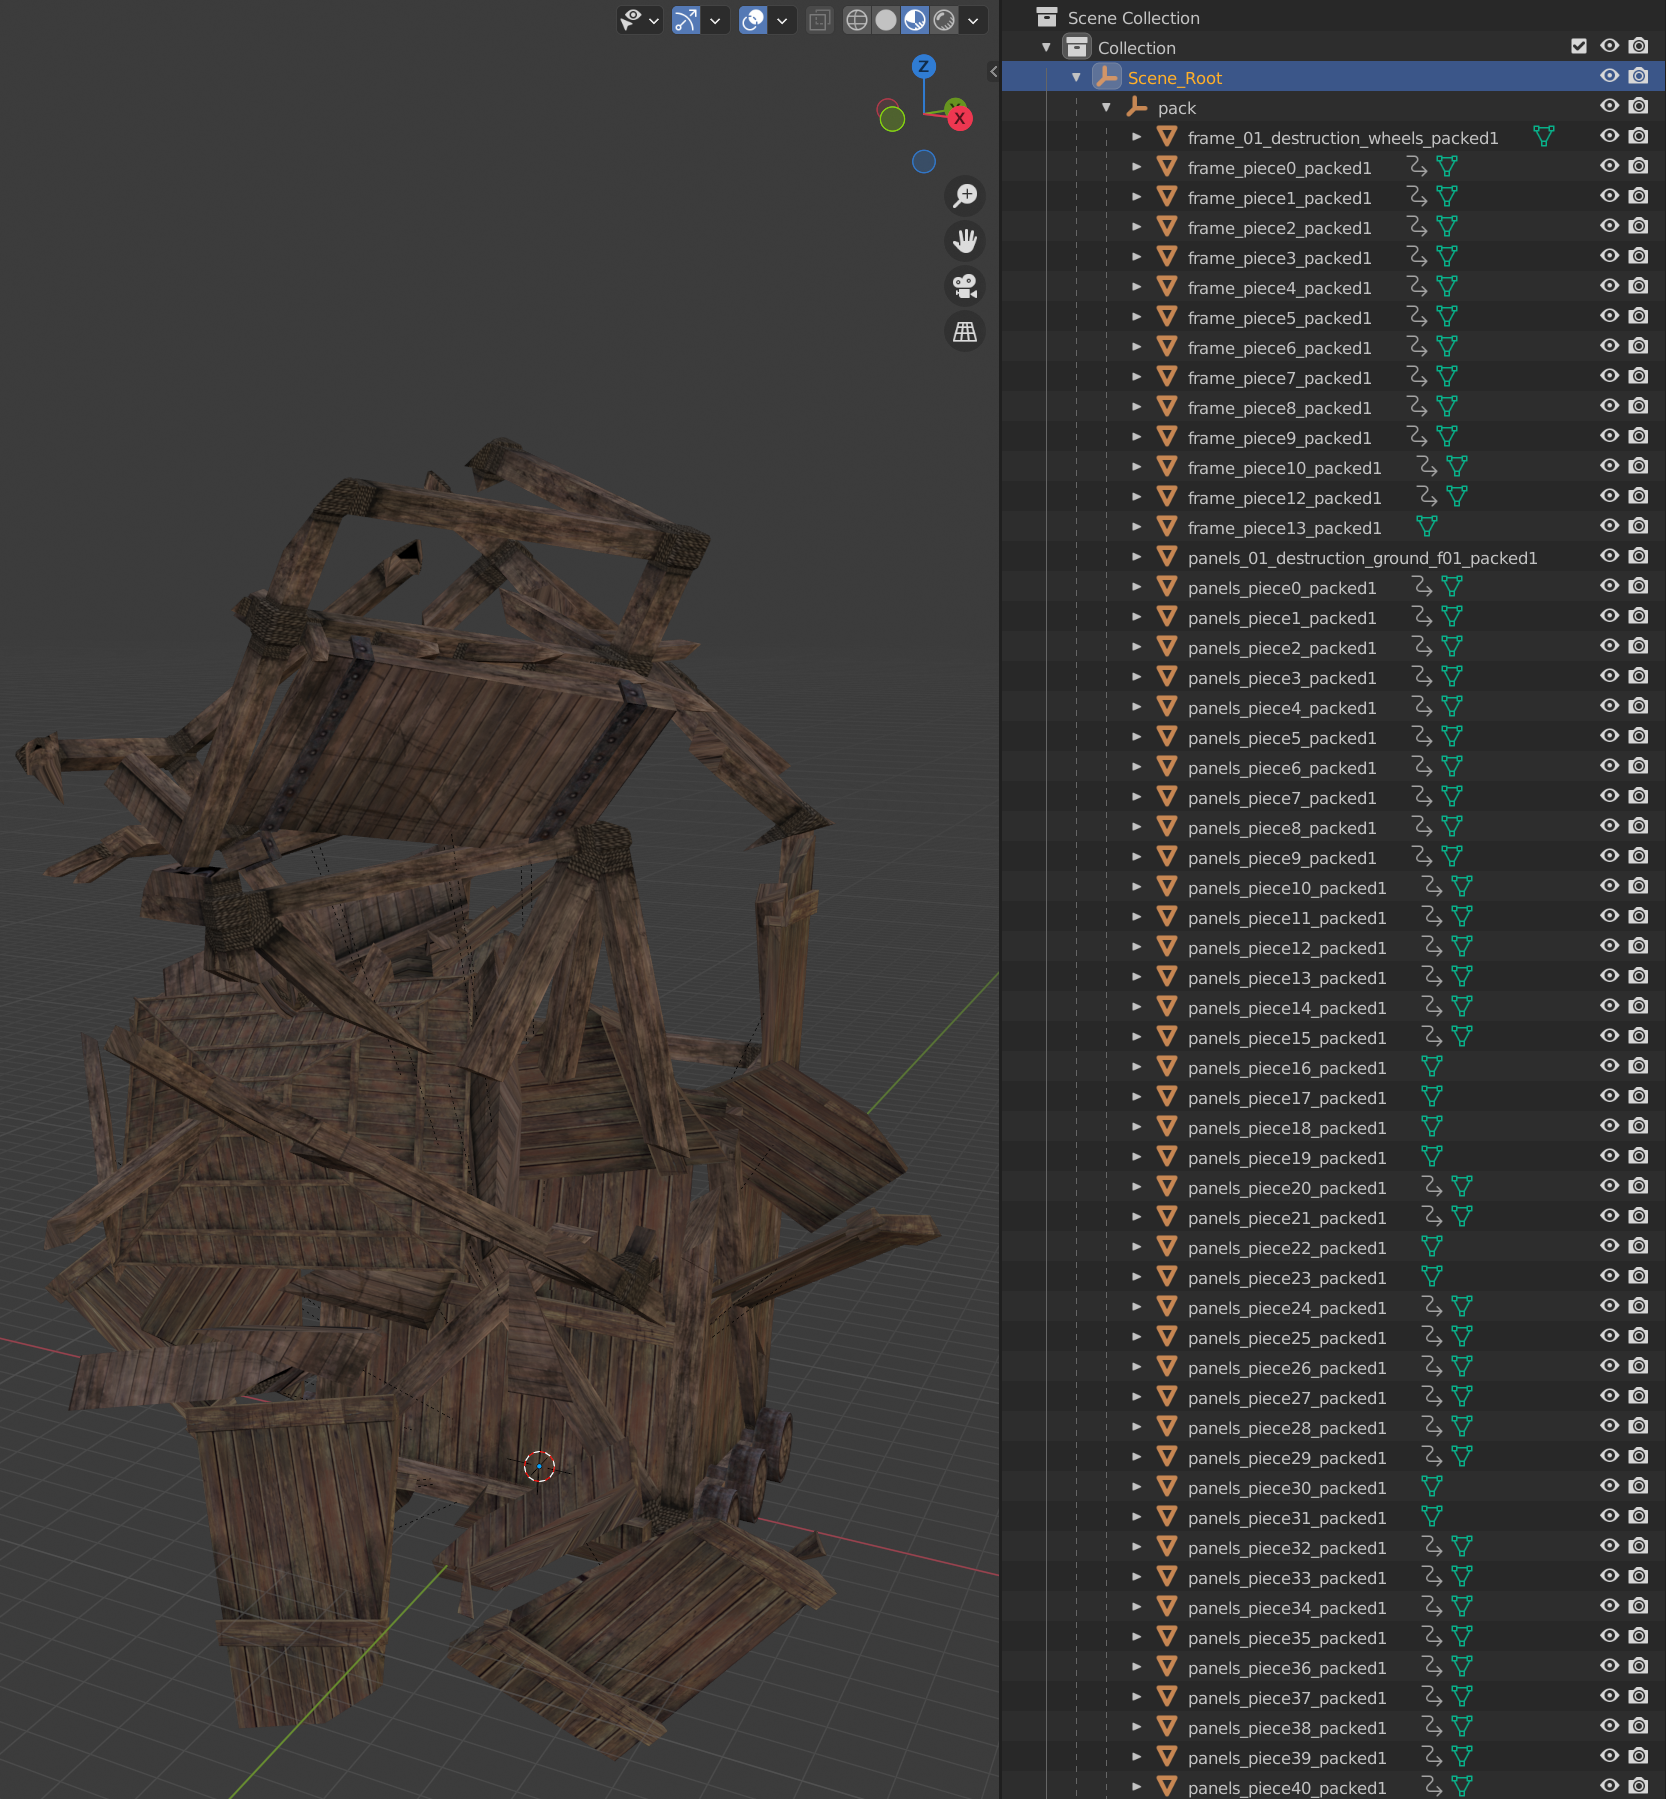 Z
Y
X
Scene Collection
Collection
Scene_Root
pack
frame_01_destruction_wheels_packed1
frame_piece0_packed1
frame_piece1_packed1
frame_piece2_packed1
frame_piece3_packed1
frame_piece4_packed1
frame_piece5_packed1
frame_piece6_packed1
frame_piece7_packed1
frame_piece8_packed1
frame_piece9_packed1
frame_piece10_packed1
frame_piece12_packed1
frame_piece13_packed1
panels_01_destruction_ground_f01_packed1
panels_piece0_packed1
panels_piece1_packed1
panels_piece2_packed1
panels_piece3_packed1
panels_piece4_packed1
panels_piece5_packed1
panels_piece6_packed1
panels_piece7_packed1
panels_piece8_packed1
panels_piece9_packed1
panels_piece10_packed1
panels_piece11_packed1
panels_piece12_packed1
panels_piece13_packed1
panels_piece14_packed1
panels_piece15_packed1
panels_piece16_packed1
panels_piece17_packed1
panels_piece18_packed1
panels_piece19_packed1
panels_piece20_packed1
panels_piece21_packed1
panels_piece22_packed1
panels_piece23_packed1
panels_piece24_packed1
panels_piece25_packed1
panels_piece26_packed1
panels_piece27_packed1
panels_piece28_packed1
panels_piece29_packed1
panels_piece30_packed1
panels_piece31_packed1
panels_piece32_packed1
panels_piece33_packed1
panels_piece34_packed1
panels_piece35_packed1
panels_piece36_packed1
panels_piece37_packed1
panels_piece38_packed1
panels_piece39_packed1
panels_piece40_packed1